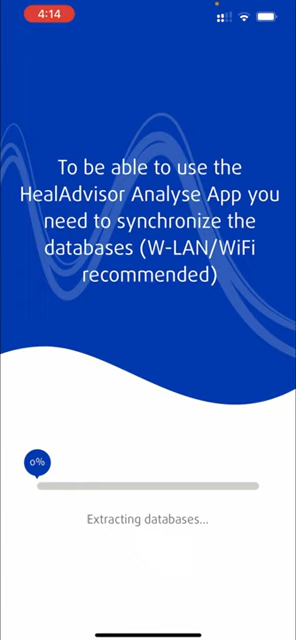 4:14
To be able to use the
HealAdvisor Analyse App you
need to synchronize the
databases (W-LAN/WiFi
recommended)
0%
Extracting databases...